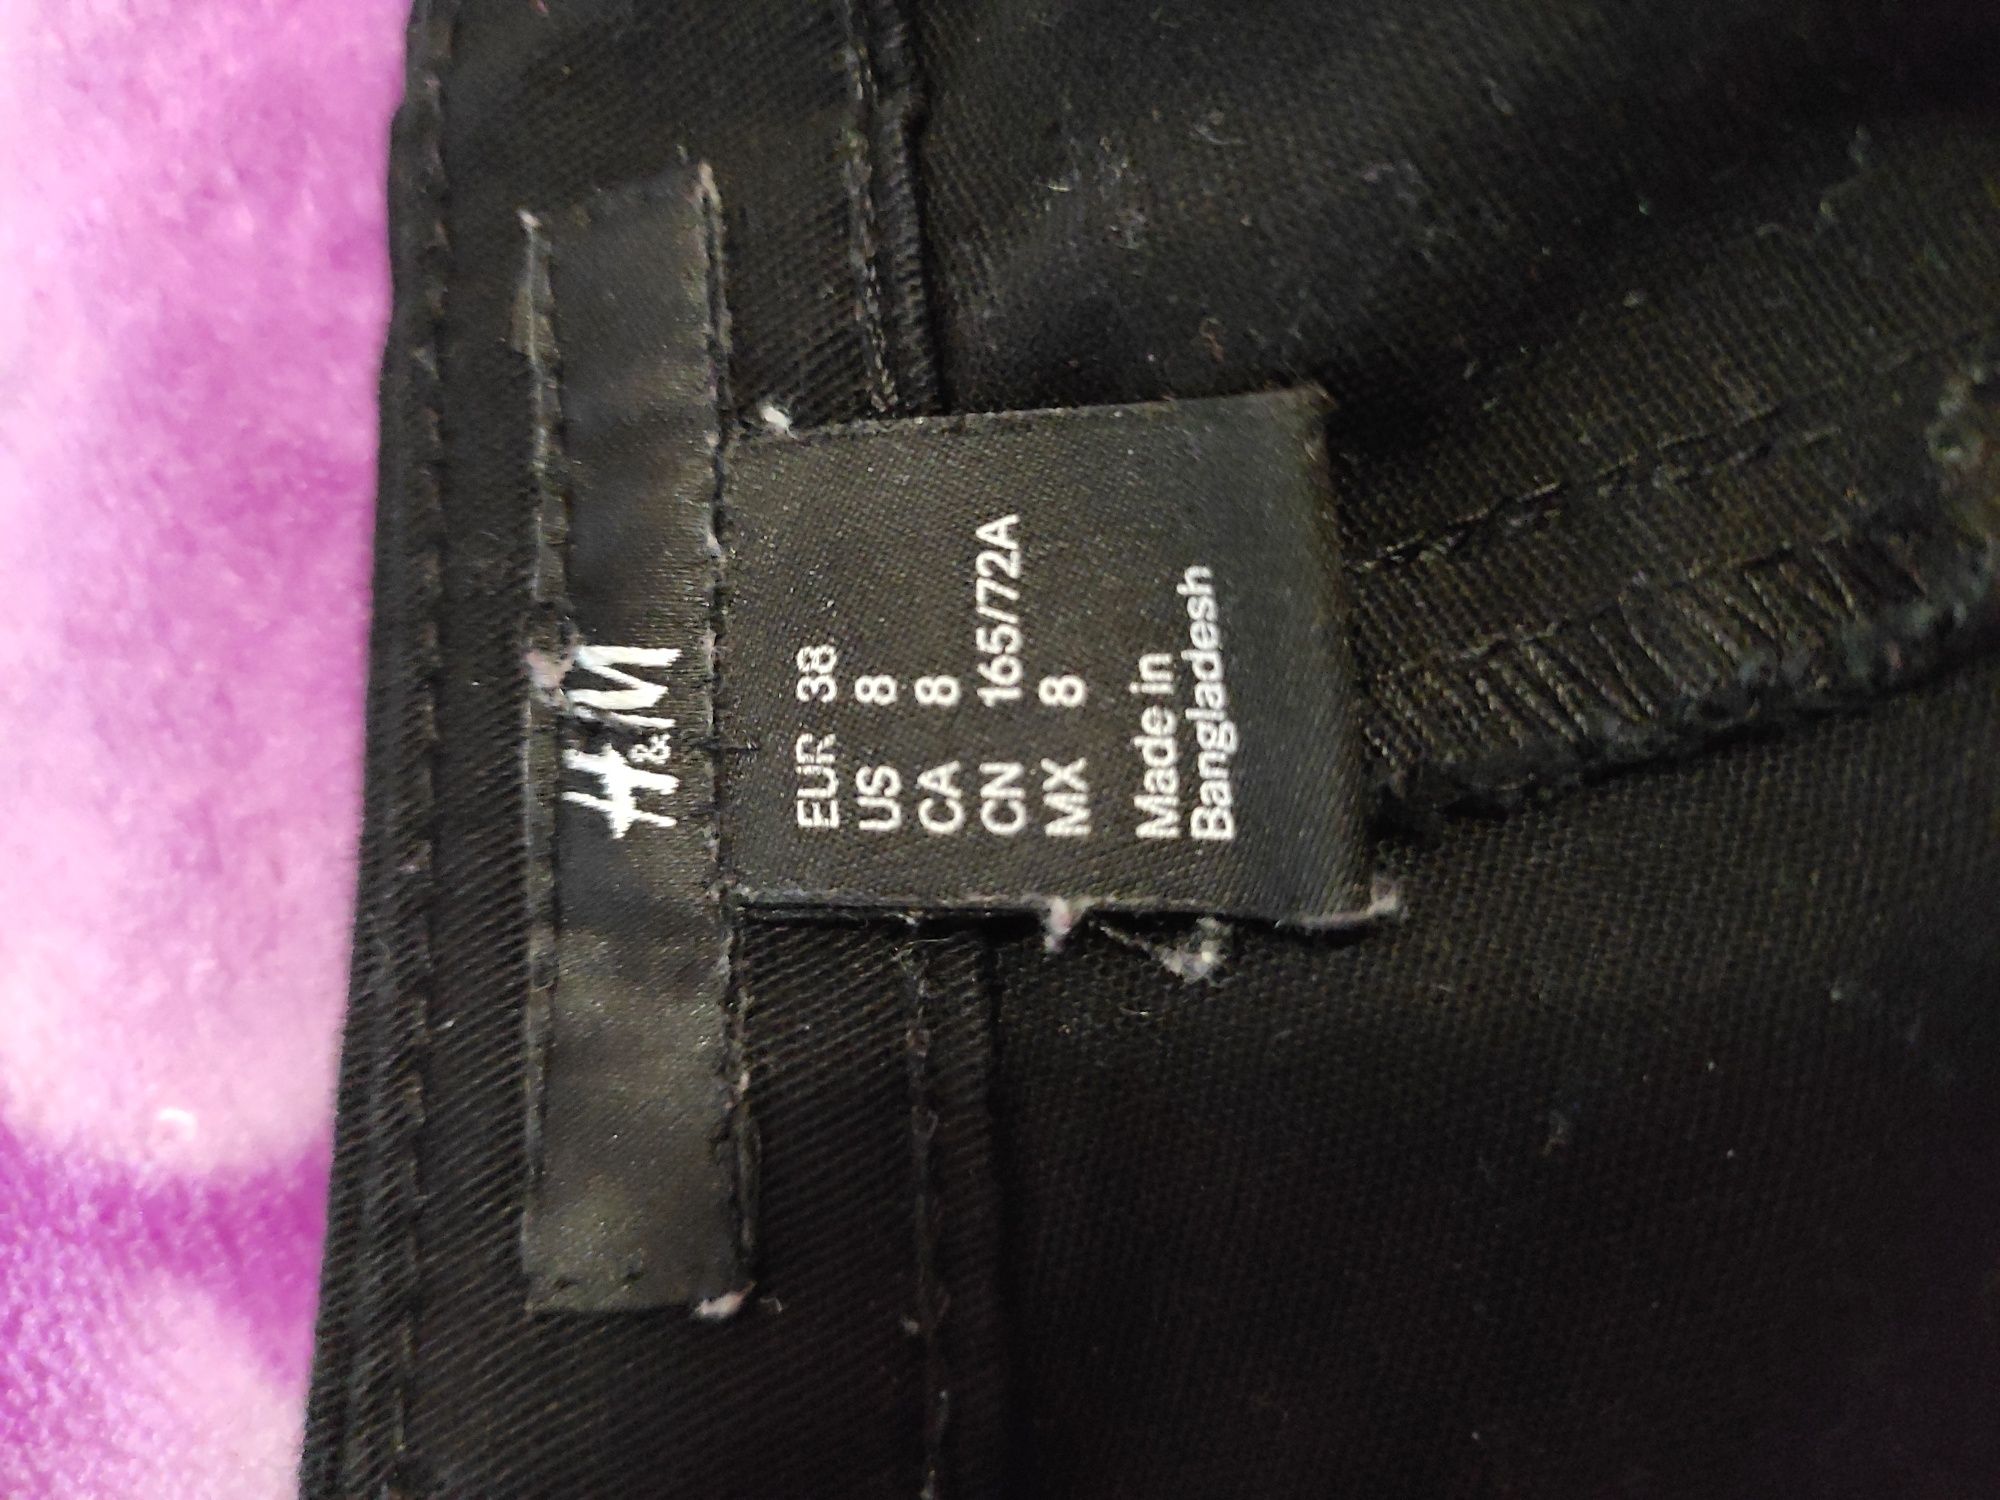 H&M
EUR 38
US 8
CA 8
CN 165/72A
MX 8
Made in
Bangladesh